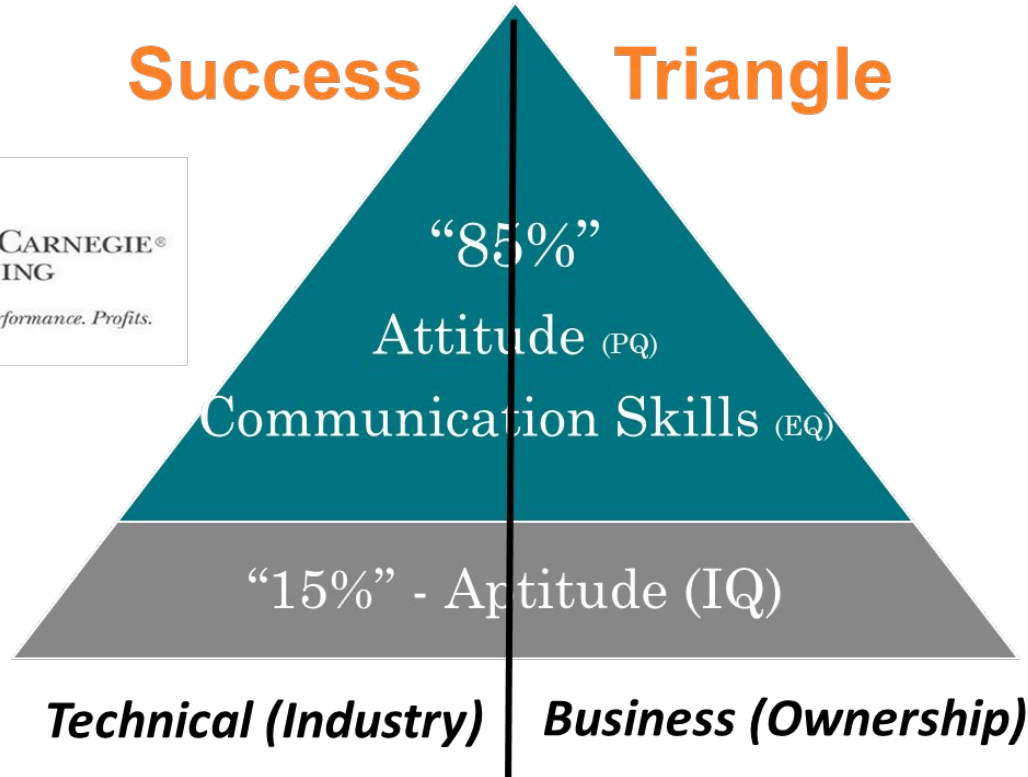 Success Triangle
CARNEGIE®
ING
formance. Profits.
“85%”
Attitude (PQ)
Communication Skills (EQ)
“15%” - Aptitude (IQ)
Technical (Industry) Business (Ownership)